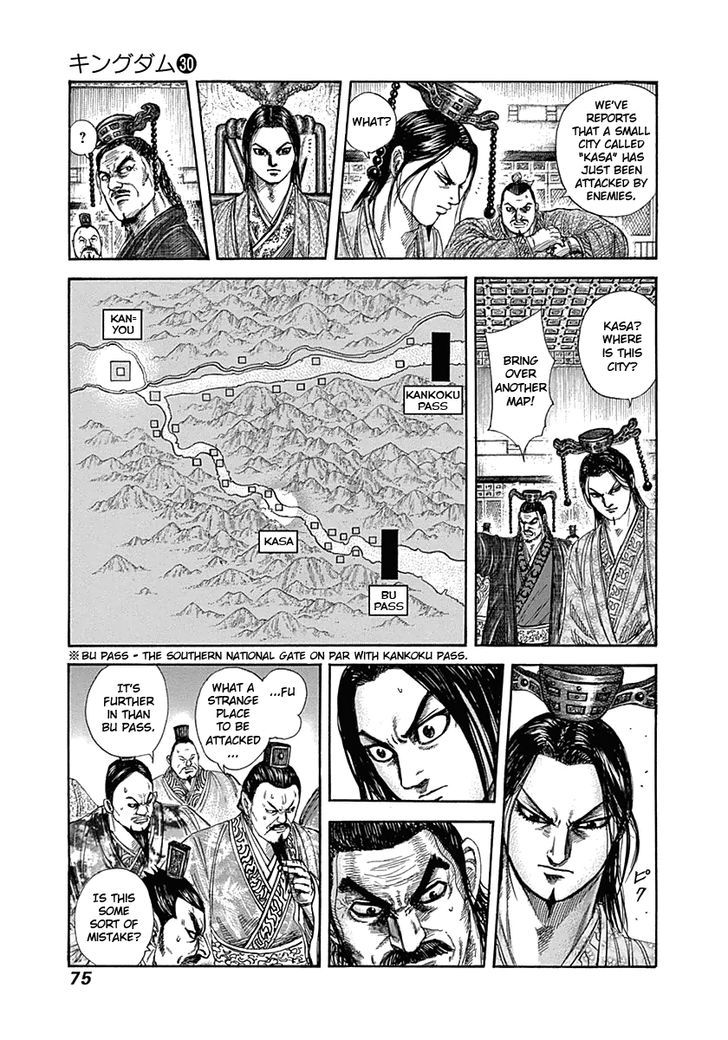 キングダム㉚
WE'VE
REPORTS
THAT A SMALL
CITY CALLED
"KASA" HAS
JUST BEEN
ATTACKED BY
ENEMIES.
WHAT?
?
KASA?
WHERE
IS THIS
CITY?
BRING
OVER
ANOTHER
MAP!
KAN=
YOU
KANKOKU
PASS
KASA
BU
PASS
※ BU PASS - THE SOUTHERN NATIONAL GATE ON PAR WITH KANKOKU PASS.
ピク
...FU
WHAT A
STRANGE
PLACE
TO BE
ATTACKED
...
IT'S
FURTHER
IN THAN
BU PASS.
IS THIS
SOME
SORT OF
MISTAKE?
75